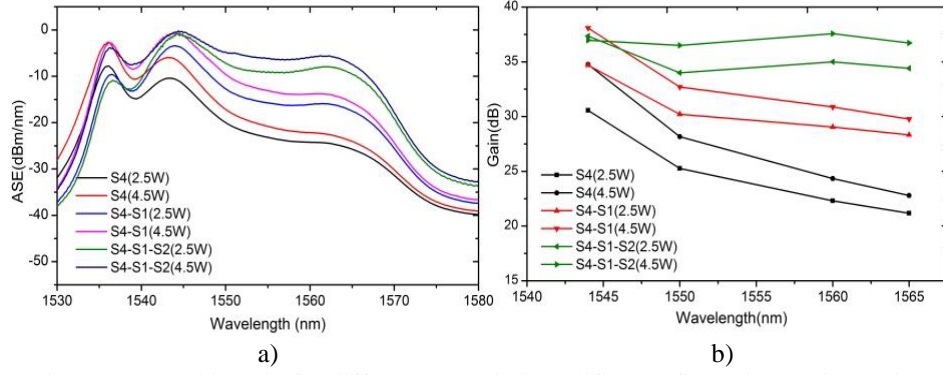 0
-10
-20
-30
-40
-50
ASE(dBm/nm)
S4(2.5W)
S4(4.5W)
S4-S1(2.5W)
S4-S1(4.5W)
S4-S1-S2(2.5W)
S4-S1-S2(4.5W)
1530 1540 1550 1560 1570 1580
Wavelength (nm)
a)
40
35
30
25
20
15
Gain(dB)
S4(2.5W)
S4(4.5W)
S4-S1(2.5W)
S4-S1(4.5W)
S4-S1-S2(2.5W)
S4-S1-S2(4.5W)
1540 1545 1550 1555 1560 1565
Wavelength(nm)
b)